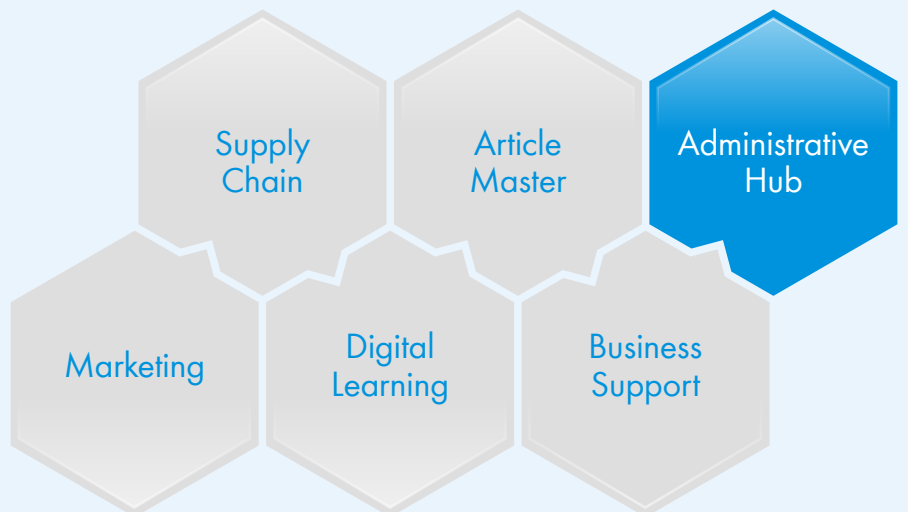 Supply
Chain
Article
Master
Administrative
Hub
Marketing
Digital
Learning
Business
Support